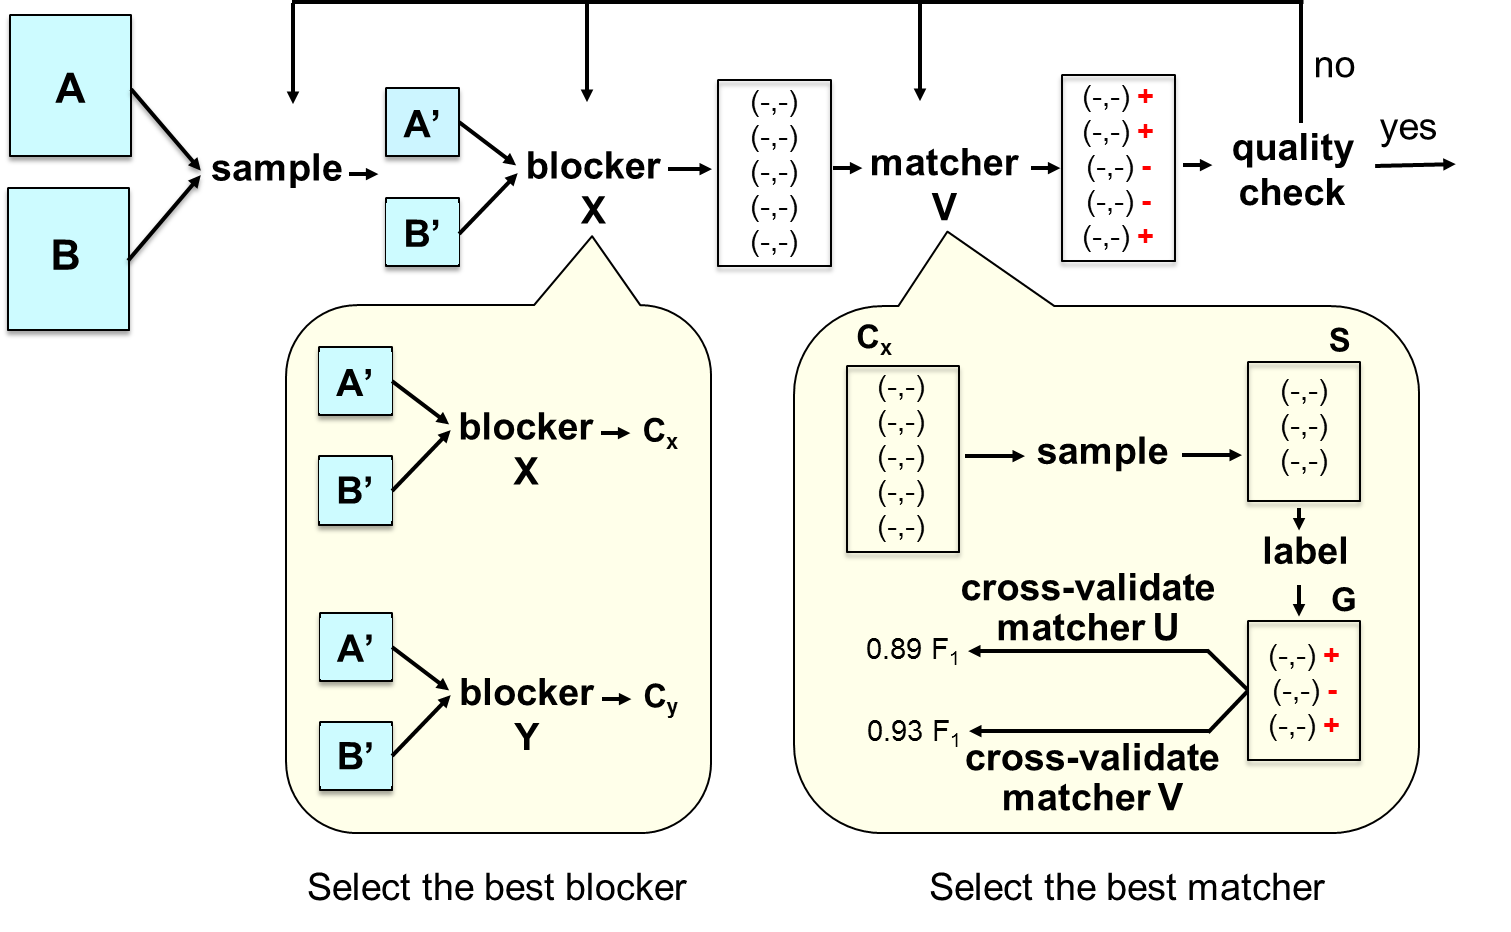 A
B
sample
A’
B’
blocker
X
(-,-)
(-,-)
(-,-)
(-,-)
(-,-)
matcher
V
(-,-) +
(-,-) +
(-,-) -
(-,-) -
(-,-) +
quality
check
no
yes
A’
B’
blocker
X
Cx
A’
B’
blocker
Y
Cy
Select the best blocker
Cx
(-,-)
(-,-)
(-,-)
(-,-)
(-,-)
sample
S
(-,-)
(-,-)
(-,-)
label
G
(-,-) +
(-,-) -
(-,-) +
cross-validate
matcher U
0.89 F1
0.93 F1
cross-validate
matcher V
Select the best matcher